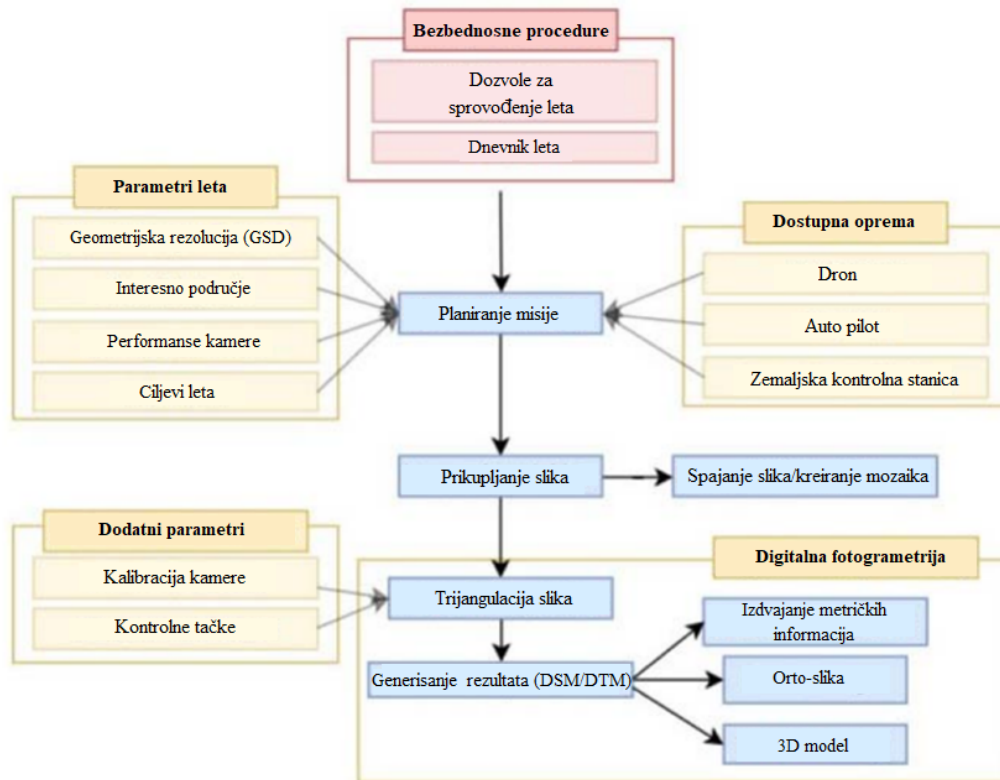 Bezbednosne procedure
Dozvole za
sprovođenje leta
Dnevnik leta
Parametri leta
Geometrijska rezolucija (GSD)
Interesno područje
Performanse kamere
Ciljevi leta
Dostupna oprema
Dron
Auto pilot
Zemaljska kontrolna stanica
Planiranje misije
Prikupljanje slika
Spajanje slika/kreiranje mozaika
Dodatni parametri
Kalibracija kamere
Kontrolne tačke
Digitalna fotogrametrija
Trijangulacija slika
Generisanje rezultata (DSM/DTM)
Izdvajanje metričkih
informacija
Orto-slika
3D model